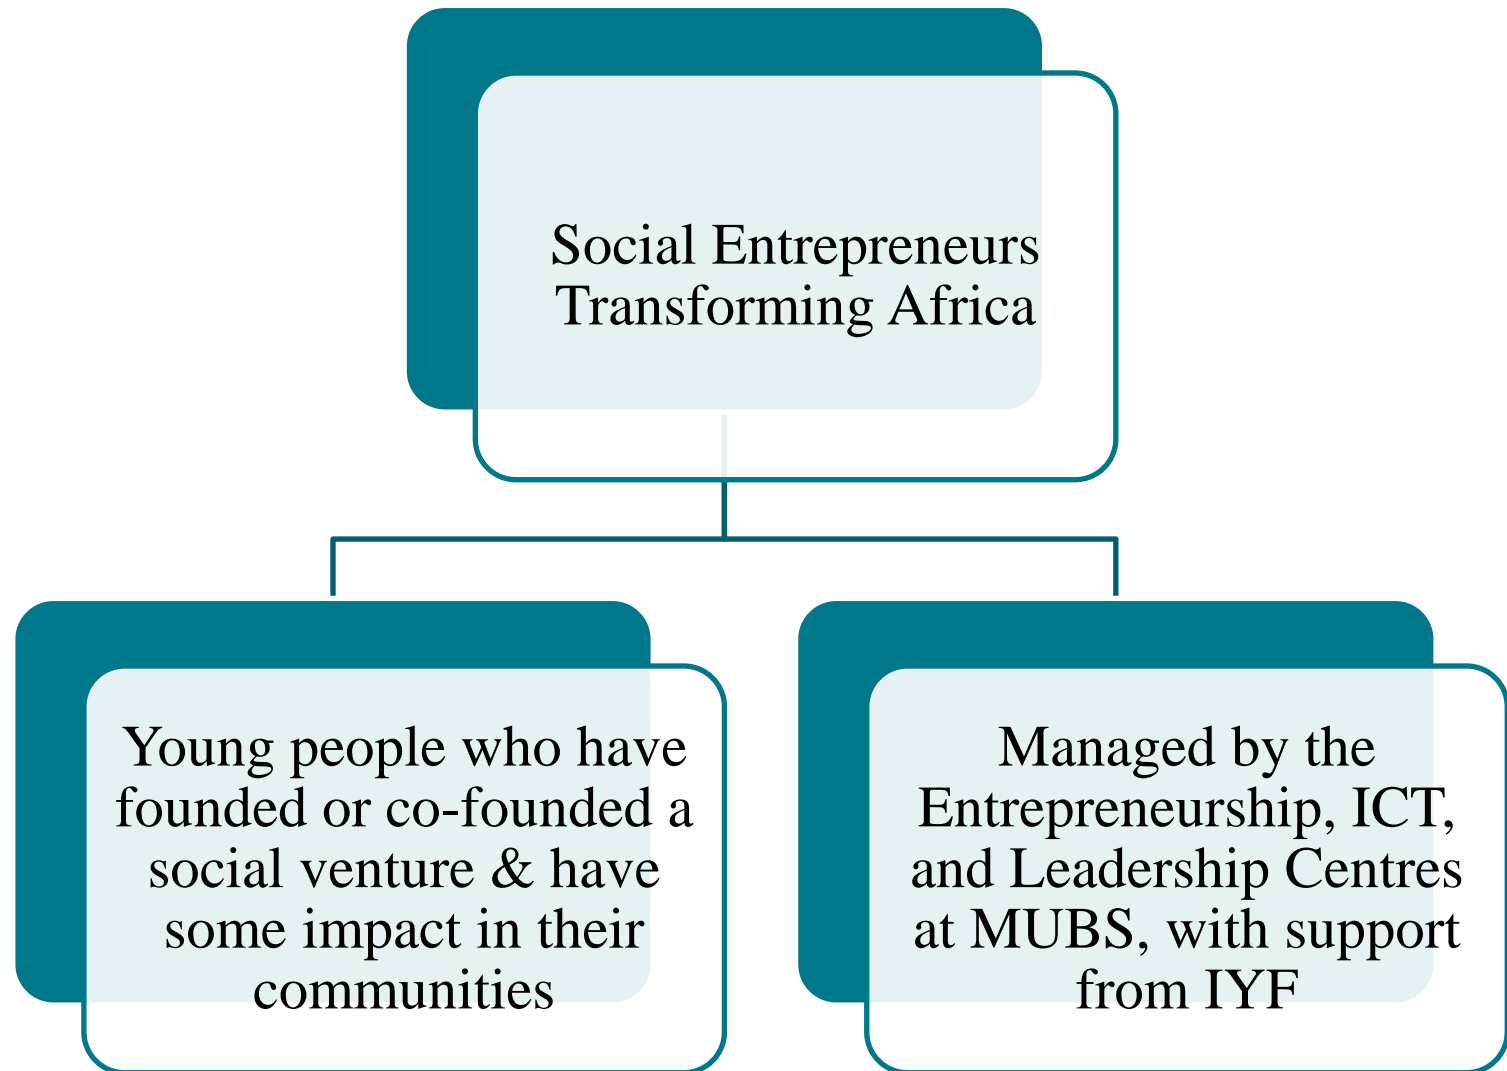 Social Entrepreneurs
Transforming Africa
Young people who have
founded or co-founded a
social venture & have
some impact in their
communities
Managed by the
Entrepreneurship, ICT,
and Leadership Centres
at MUBS, with support
from IYF